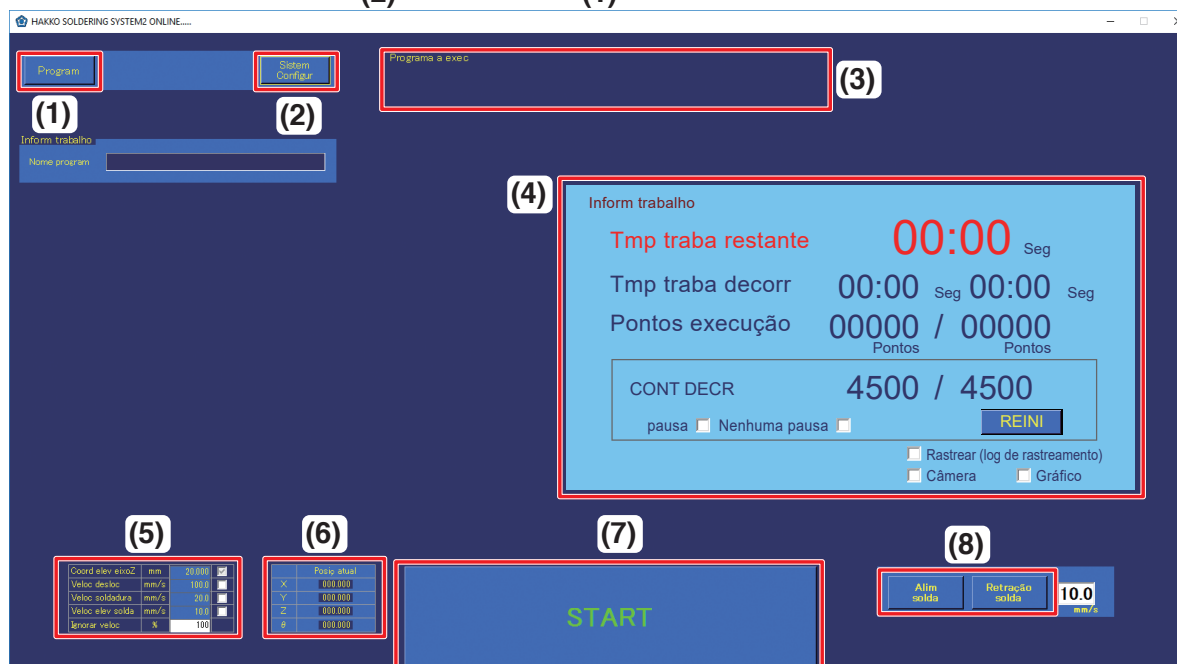 HAKKO SOLDERING SYSTEM2 ONLINE.....
Program
Sistem
Configur
Programa a exec
(1)
(2)
(3)
Inform trabalho
Nome program
(4)
Inform trabalho
Tmp traba restante 00:00 Seg
Tmp traba decorr 00:00 Seg 00:00 Seg
Pontos execução 00000 / 00000
Pontos Pontos
CONT DECR 4500 / 4500
pausa Nenhuma pausa REINI
Rastrear (log de rastreamento)
Câmera Gráfico
(5)
(6)
(7)
(8)
Coord elev eixoZ mm 20.000
Veloc desloc mm/s 100.0
Veloc soldadura mm/s 20.0
Veloc elev solda mm/s 10.0
Ignorar veloc % 100
Posiç atual
X 000.000
Y 000.000
Z 000.000
θ 000.000
START
Alim
solda
Retração
solda
10.0
mm/s